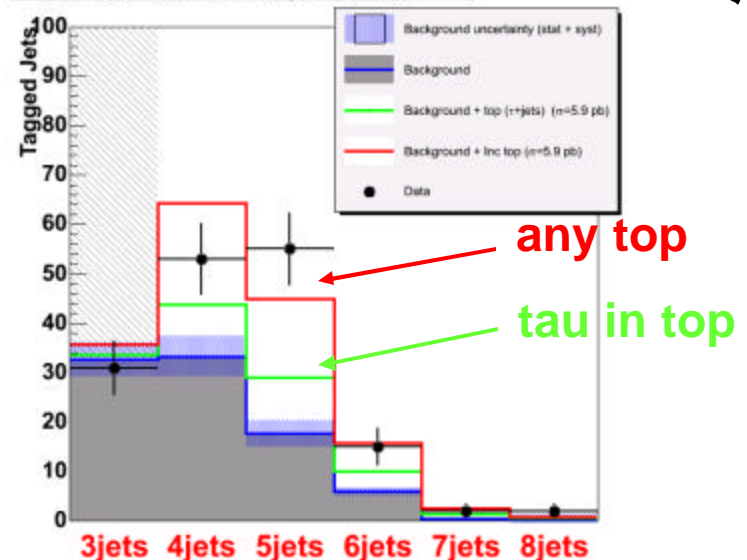 Tagged Jets
100
90
80
70
60
50
40
30
20
10
0
Background uncertainty (stat + syst)
Background
Background + top (τ+jets) (σ=5.9 pb)
Background + Inc top (σ=5.9 pb)
Data
any top
tau in top
3jets 4jets 5jets 6jets 7jets 8jets